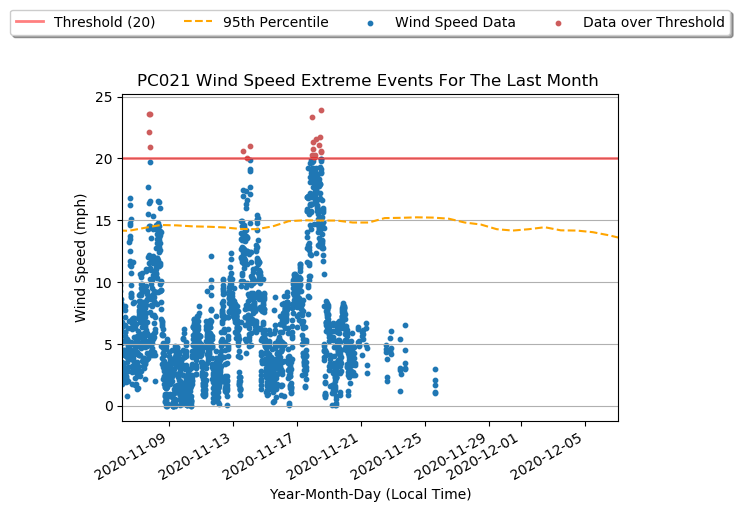 Threshold (20) 95th Percentile Wind Speed Data Data over Threshold
PC021 Wind Speed Extreme Events For The Last Month
25
20
15
10
5
0
Wind Speed (mph)
2020-11-09 2020-11-13 2020-11-17 2020-11-21 2020-11-25 2020-11-29 2020-12-01 2020-12-05
Year-Month-Day (Local Time)